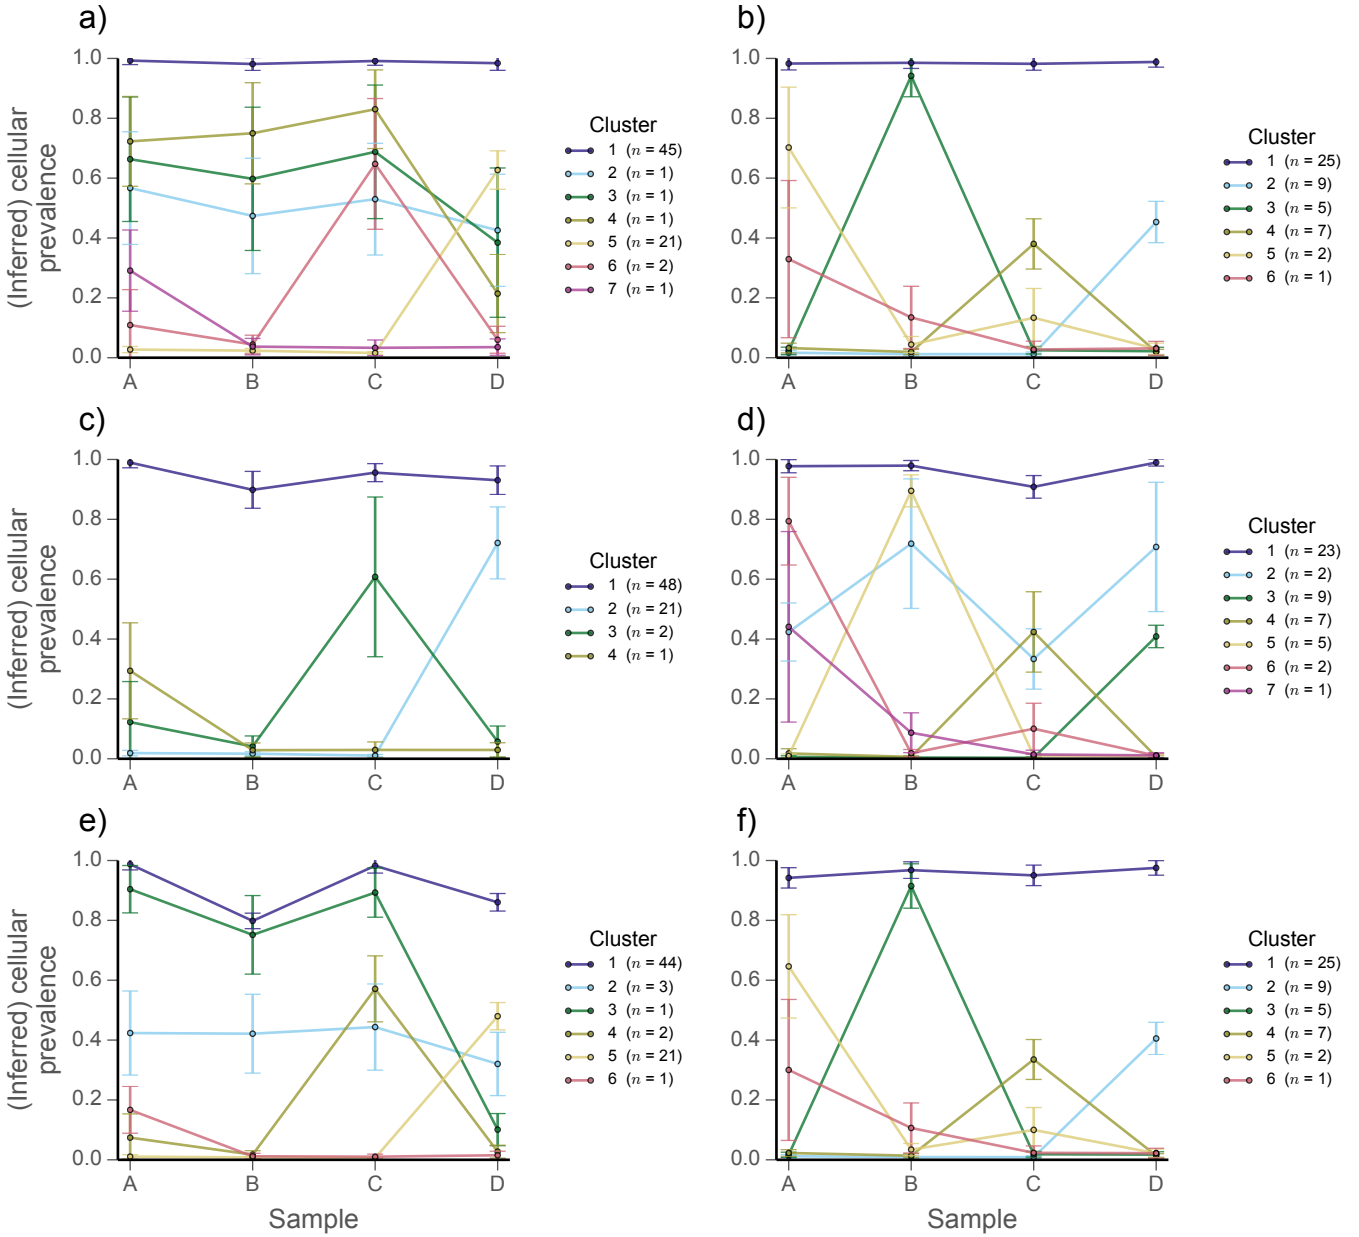 a)
(Inferred) cellular
prevalence
1.0
0.8
0.6
0.4
0.2
0.0
A B C D
Cluster
1 (n = 45)
2 (n = 1)
3 (n = 1)
4 (n = 1)
5 (n = 21)
6 (n = 2)
7 (n = 1)
b)
1.0
0.8
0.6
0.4
0.2
0.0
A B C D
Cluster
1 (n = 25)
2 (n = 9)
3 (n = 5)
4 (n = 7)
5 (n = 2)
6 (n = 1)
c)
(Inferred) cellular
prevalence
1.0
0.8
0.6
0.4
0.2
0.0
A B C D
Cluster
1 (n = 48)
2 (n = 21)
3 (n = 2)
4 (n = 1)
d)
1.0
0.8
0.6
0.4
0.2
0.0
A B C D
Cluster
1 (n = 23)
2 (n = 2)
3 (n = 9)
4 (n = 7)
5 (n = 5)
6 (n = 2)
7 (n = 1)
e)
(Inferred) cellular
prevalence
1.0
0.8
0.6
0.4
0.2
0.0
A B C D
Sample
Cluster
1 (n = 44)
2 (n = 3)
3 (n = 1)
4 (n = 2)
5 (n = 21)
6 (n = 1)
f)
1.0
0.8
0.6
0.4
0.2
0.0
A B C D
Sample
Cluster
1 (n = 25)
2 (n = 9)
3 (n = 5)
4 (n = 7)
5 (n = 2)
6 (n = 1)